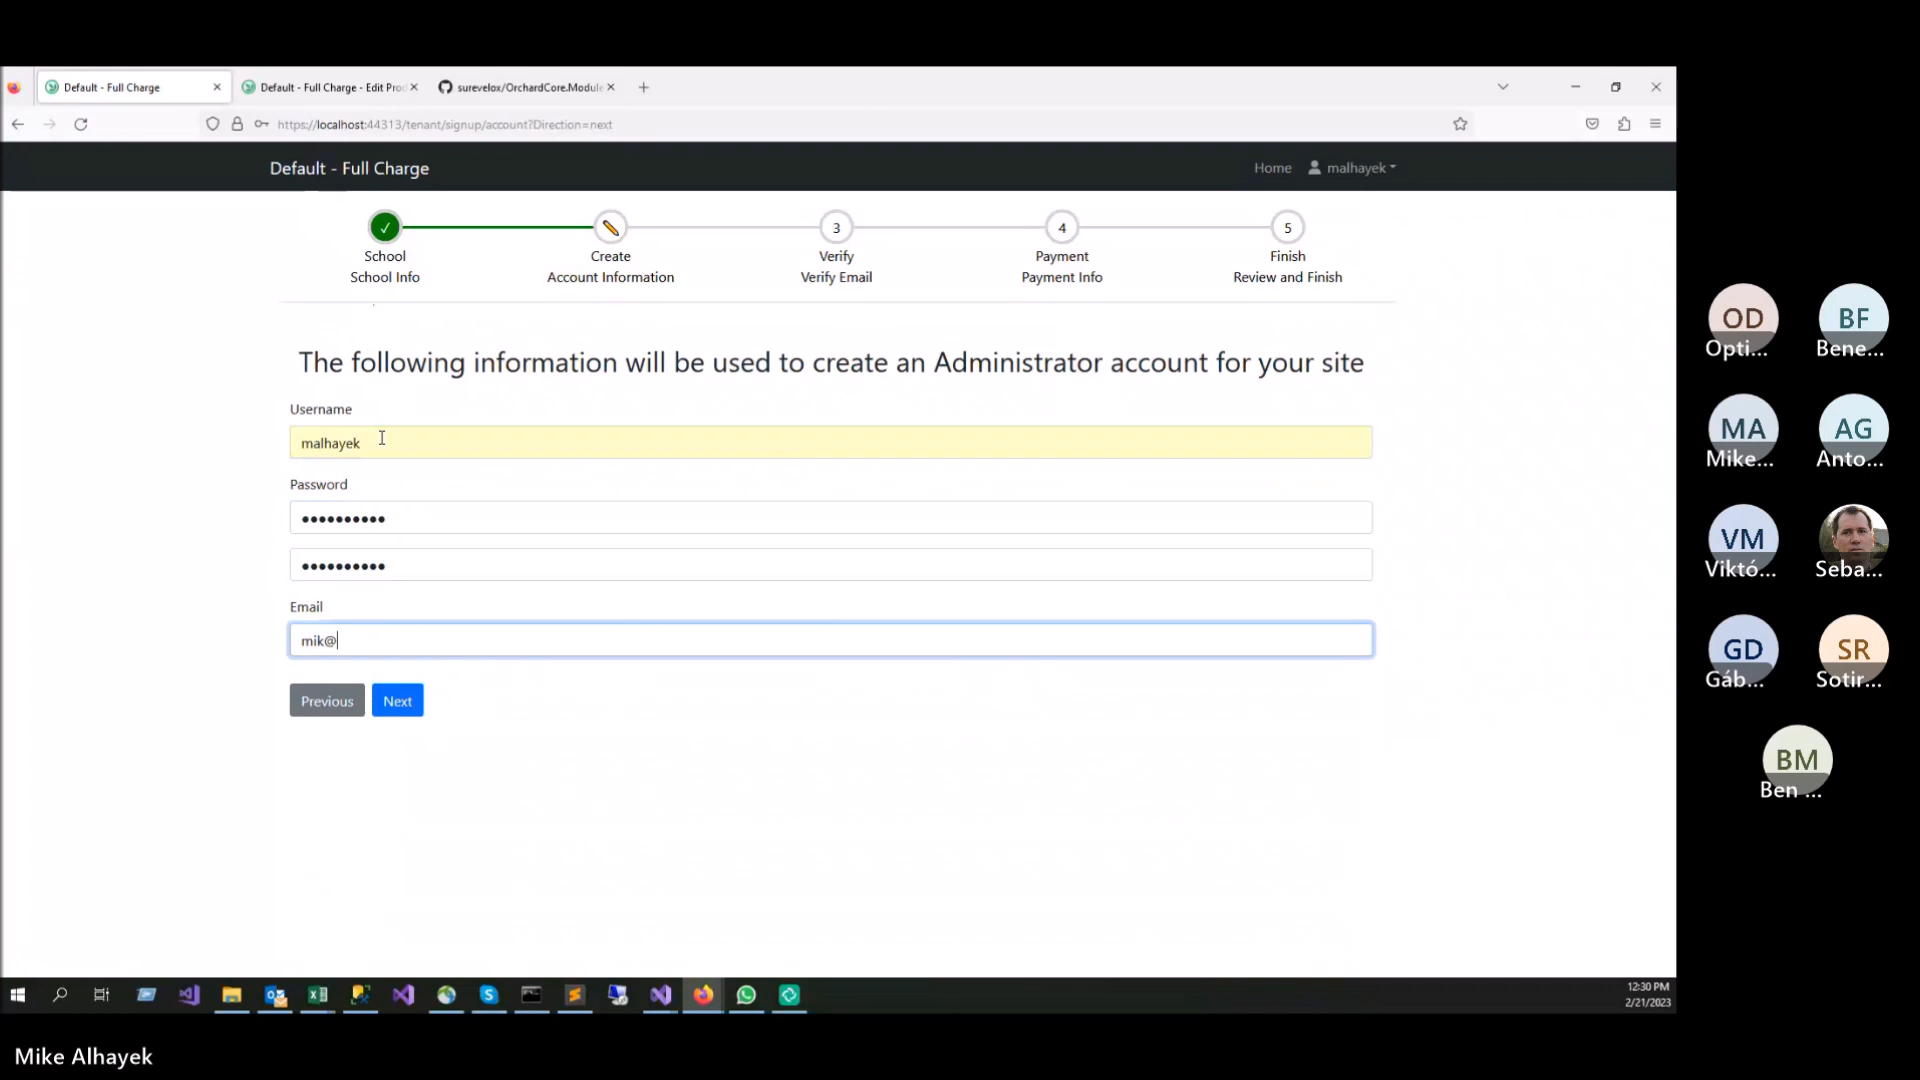 Default - Full Charge
Default - Full Charge - Edit Pro
surevelox/OrchardCore.Module
https://localhost:44313/tenant/signup/account?Direction=next
Default - Full Charge
Home
malhayek
3
4
5
School
School Info
Create
Account Information
Verify
Verify Email
Payment
Payment Info
Finish
Review and Finish
The following information will be used to create an Administrator account for your site
Username
malhayek
Password
••••••••••
••••••••••
Email
mik@
Previous
Next
OD
Opti...
BF
Bene...
MA
Mike...
AG
Anto...
VM
Viktó...
Seba...
GD
Gáb...
SR
Sotir...
BM
Ben ...
12:30 PM
2/21/2023
Mike Alhayek